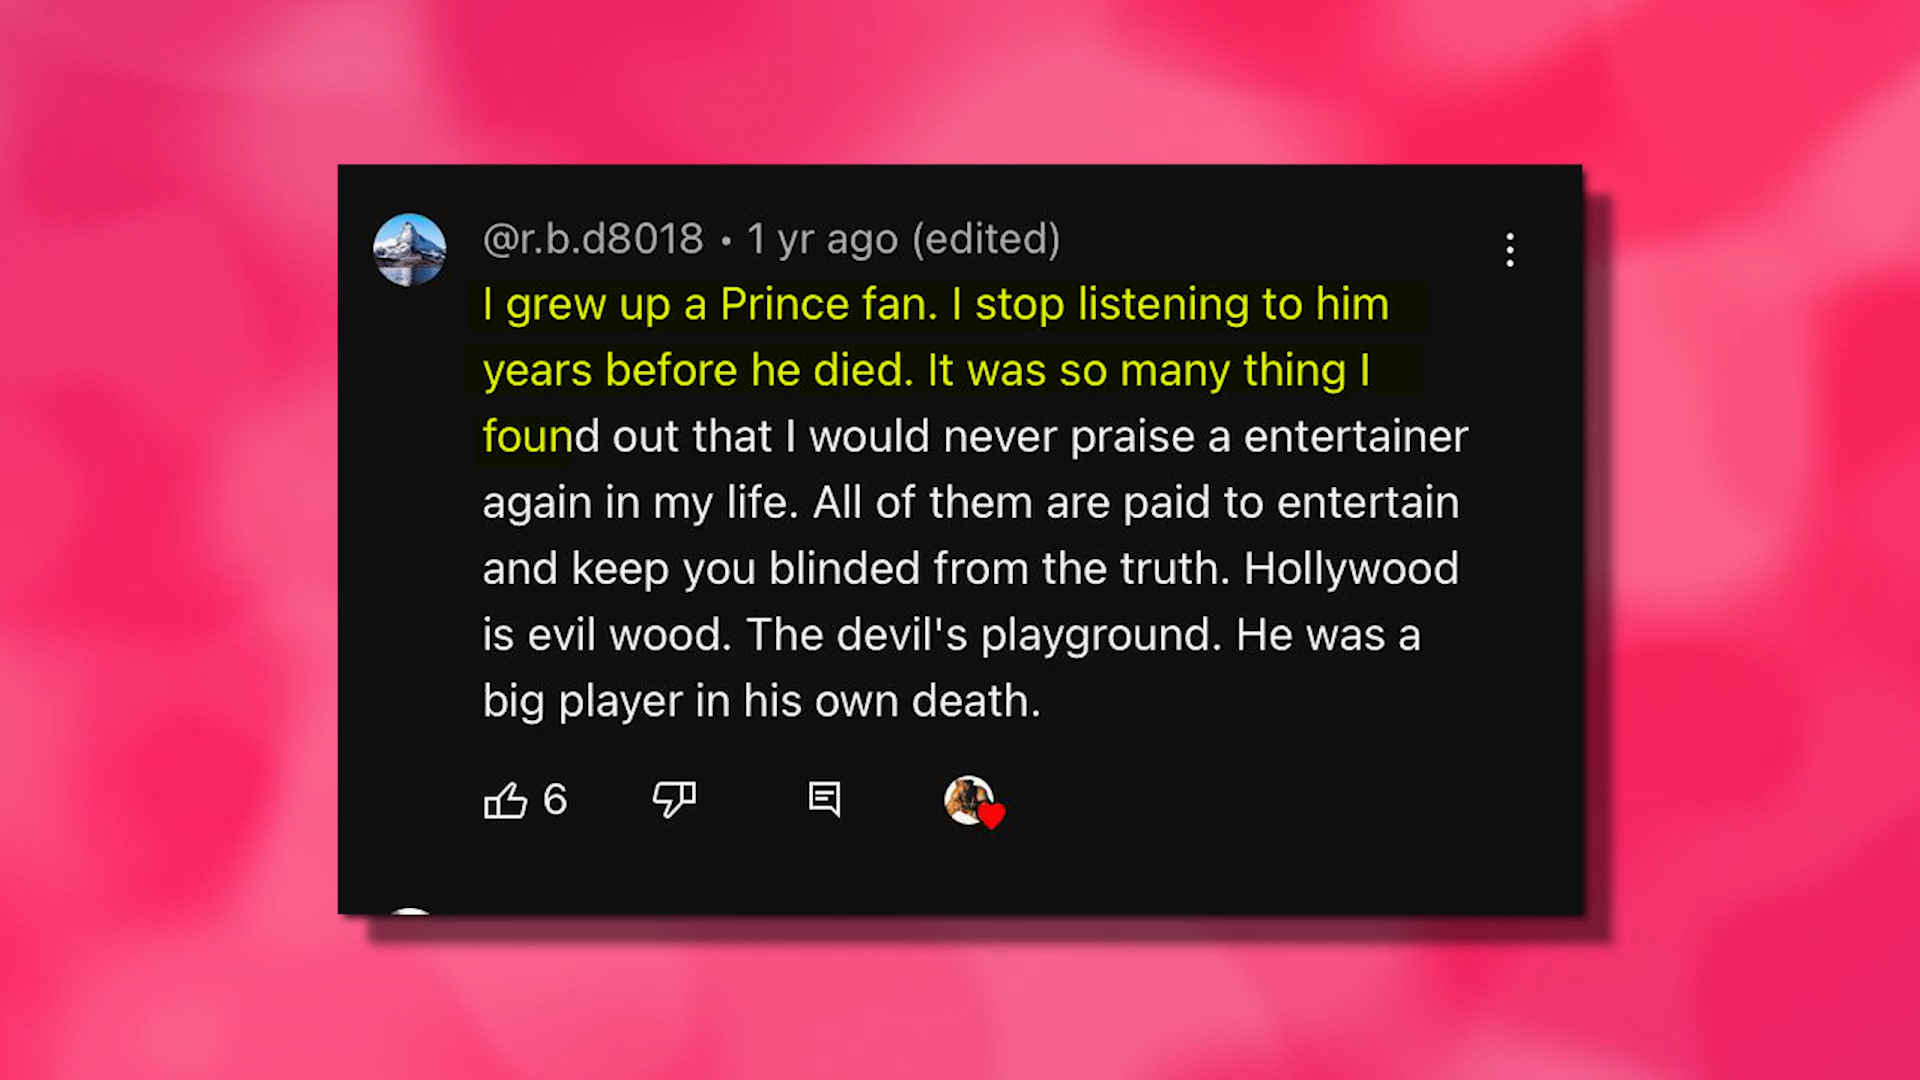 @r.b.d8018 • 1 yr ago (edited)
I grew up a Prince fan. I stop listening to him
years before he died. It was so many thing I
found out that I would never praise a entertainer
again in my life. All of them are paid to entertain
and keep you blinded from the truth. Hollywood
is evil wood. The devil's playground. He was a
big player in his own death.
6